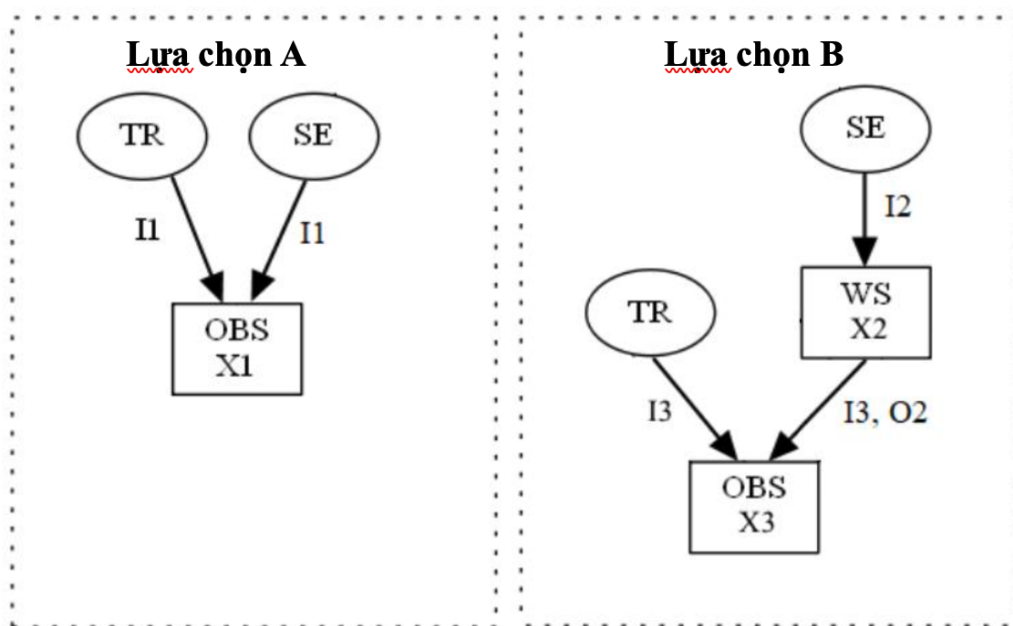 Lựa chọn A
TR
SE
I1
I1
OBS
X1
Lựa chọn B
SE
I2
WS
X2
TR
I3
I3, O2
OBS
X3